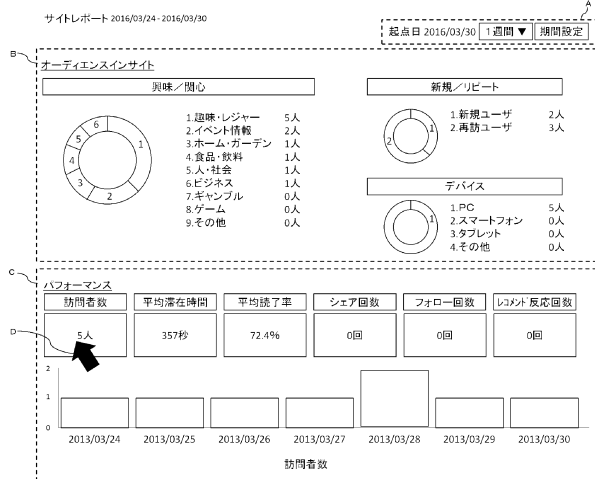 A
サイトレポート 2016/03/24 - 2016/03/30
起点日 2016/03/30 1週間 ▼ 期間設定
B
オーディエンスインサイト
興味/関心
1.趣味・レジャー 5人
2.イベント情報 2人
3.ホーム・ガーデン 1人
4.食品・飲料 1人
5.人・社会 1人
6.ビジネス 1人
7.ギャンブル 0人
8.ゲーム 0人
9.その他 0人
1
2
3
4
5
6
新規/リピート
1.新規ユーザ 2人
2.再訪ユーザ 3人
1
2
デバイス
1.PC 5人
2.スマートフォン 0人
3.タブレット 0人
4.その他 0人
1
C
パフォーマンス
訪問者数 平均滞在時間 平均読了率 シェア回数 フォロー回数 レコメンド反応回数
D
5人 357秒 72.4% 0回 0回 0回
2
1
0
2013/03/24 2013/03/25 2013/03/26 2013/03/27 2013/03/28 2013/03/29 2013/03/30
訪問者数